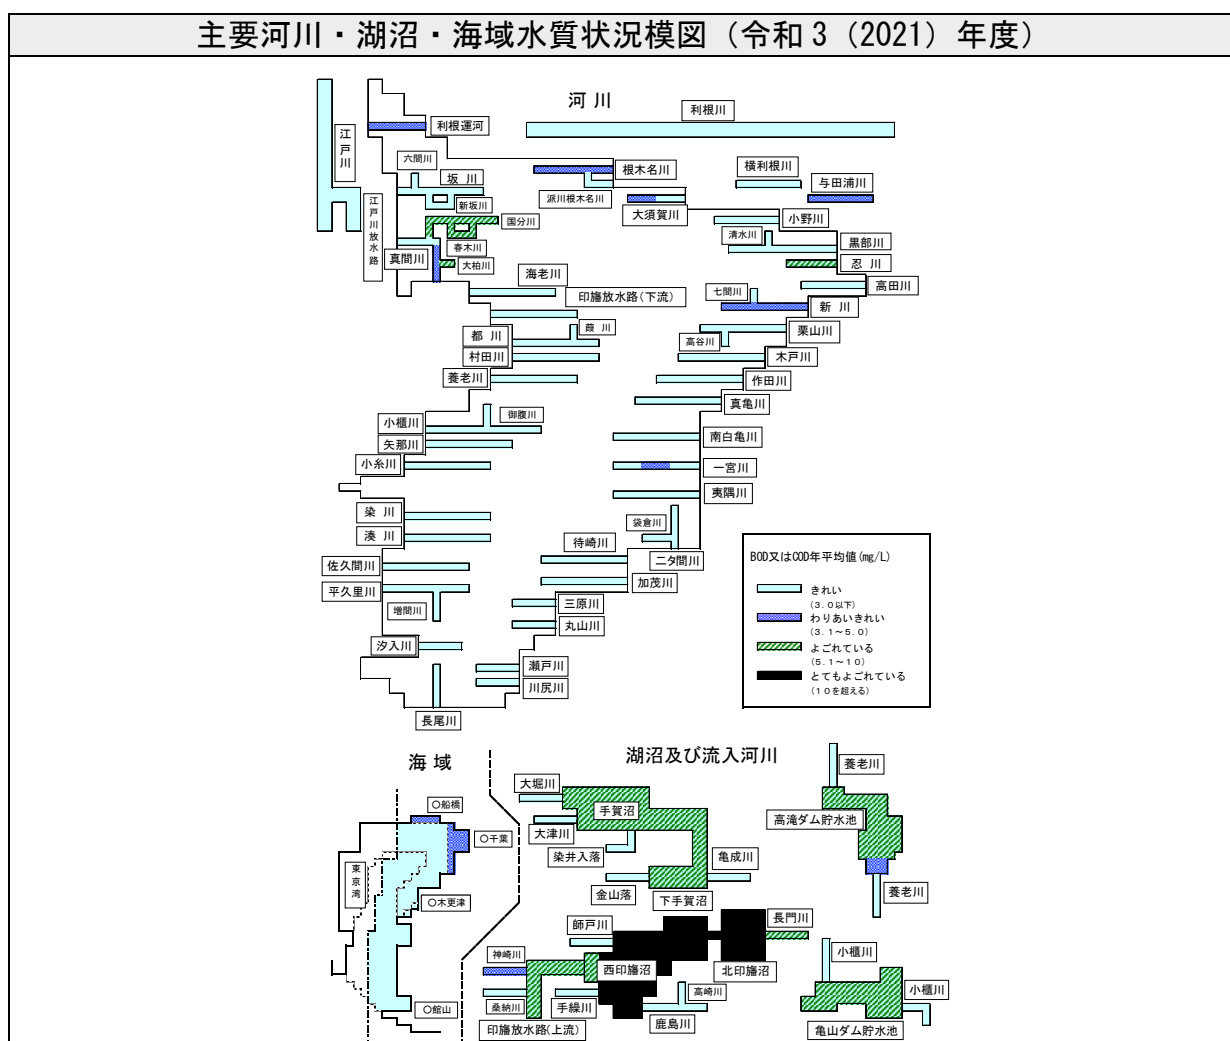 主要河川・湖沼・海域水質状況模図（令和３（2021）年度）
河 川
利根川
江戸川
利根運河
六間川
坂 川
根木名川
横利根川
与田浦川
新坂川
派川根木名川
大須賀川
小野川
江戸川放水路
国分川
清水川
黒部川
春木川
真間川
大柏川
忍 川
海老川
高田川
印旛放水路(下流)
七間川
新 川
葭 川
都 川
栗山川
高谷川
村田川
木戸川
養老川
作田川
真亀川
御腹川
小櫃川
矢那川
南白亀川
小糸川
一宮川
夷隅川
染 川
袋倉川
湊 川
待崎川
二タ間川
佐久間川
加茂川
平久里川
三原川
増間川
丸山川
汐入川
瀬戸川
川尻川
長尾川
BOD又はCOD年平均値(mg/L)
きれい
(３.０以下)
わりあいきれい
(３.１～５.０)
よごれている
(５.１～１０)
とてもよごれている
(１０を超える)
海 域
〇船橋
〇千葉
東京湾
〇木更津
〇館山
湖沼及び流入河川
大堀川
手賀沼
大津川
染井入落
亀成川
金山落
下手賀沼
養老川
高滝ダム貯水池
養老川
師戸川
長門川
神崎川
西印旛沼
北印旛沼
桑納川
手繰川
高崎川
印旛放水路(上流)
鹿島川
小櫃川
小櫃川
亀山ダム貯水池